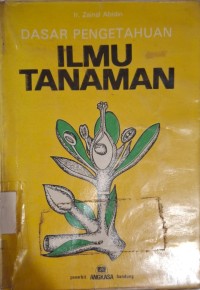 DASAR PENGETAHUAN
ILMU
TANAMAN
penerbit ANGKASA bandung